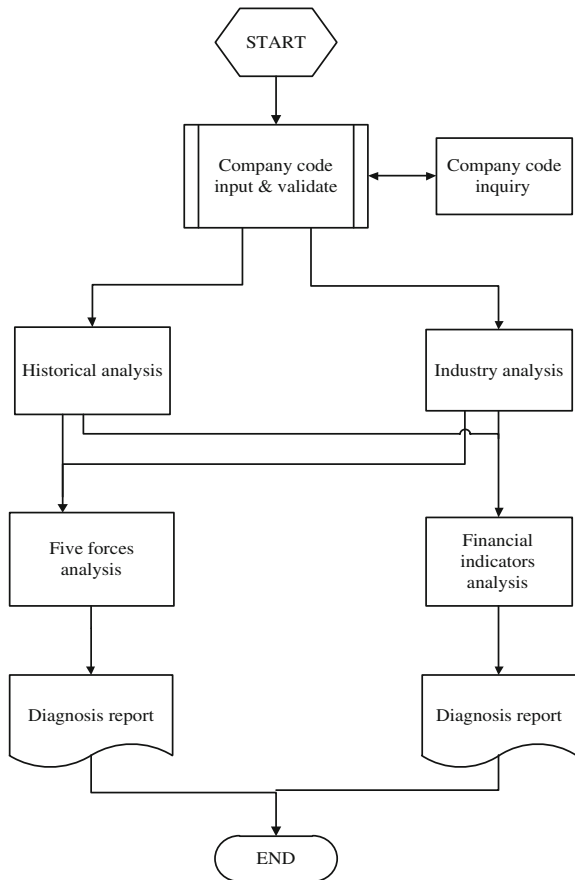 START
Company code
input & validate
Company code
inquiry
Historical analysis
Industry analysis
Five forces
analysis
Financial
indicators
analysis
Diagnosis report
Diagnosis report
END